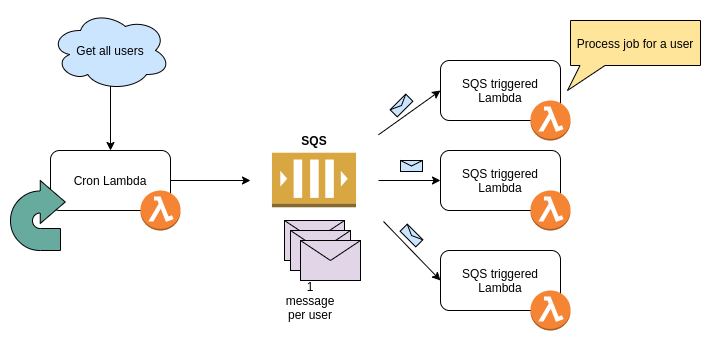 Get all users
Process job for a user
SQS triggered
Lambda
SQS
Cron Lambda
SQS triggered
Lambda
SQS triggered
Lambda
1
message
per user